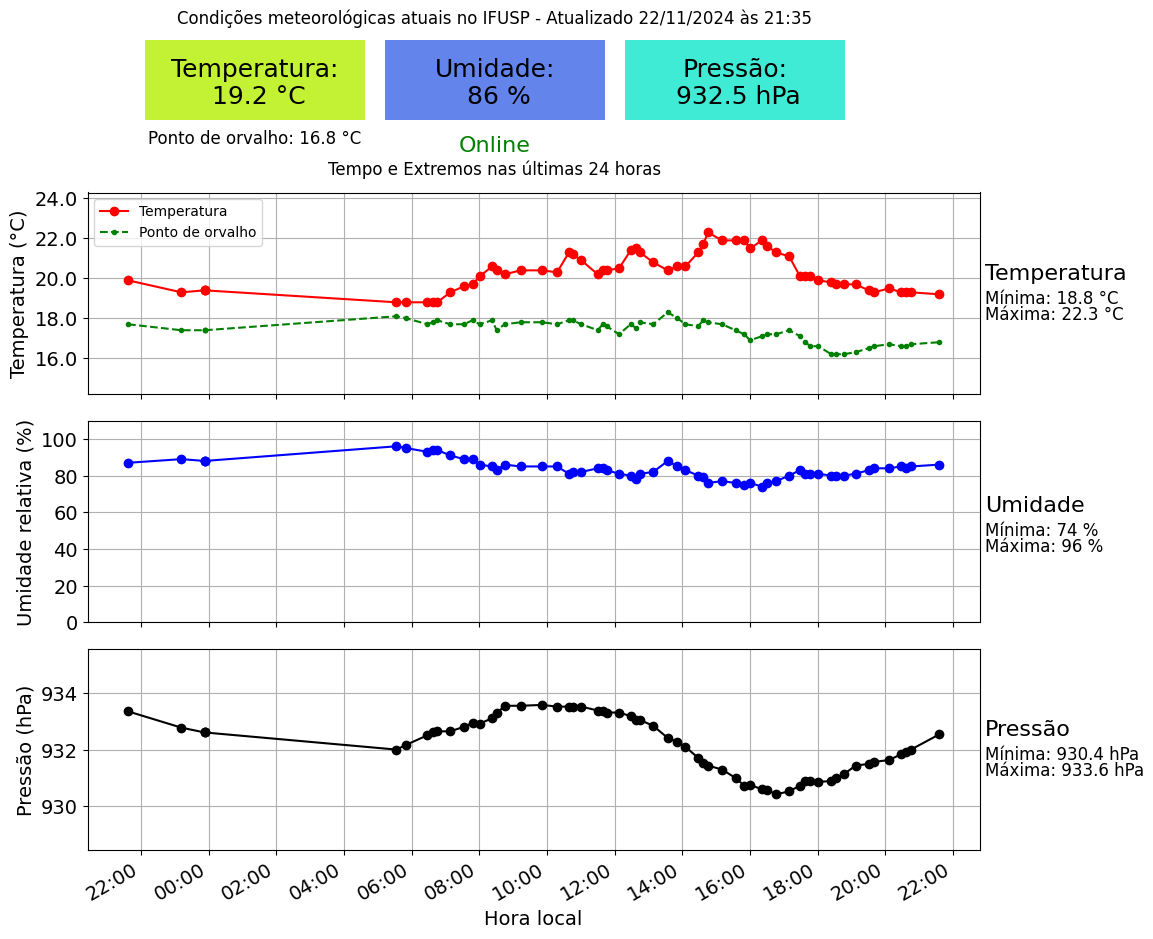 Condições meteorológicas atuais no IFUSP - Atualizado 22/11/2024 às 21:35
Temperatura:
19.2 °C
Umidade:
86 %
Pressão:
932.5 hPa
Ponto de orvalho: 16.8 °C
Online
Tempo e Extremos nas últimas 24 horas
Temperatura (°C)
24.0
22.0
20.0
18.0
16.0
Temperatura
Ponto de orvalho
Temperatura
Mínima: 18.8 °C
Máxima: 22.3 °C
Umidade relativa (%)
100
80
60
40
20
0
Umidade
Mínima: 74 %
Máxima: 96 %
Pressão (hPa)
934
932
930
Pressão
Mínima: 930.4 hPa
Máxima: 933.6 hPa
22:00 00:00 02:00 04:00 06:00 08:00 10:00 12:00 14:00 16:00 18:00 20:00 22:00
Hora local